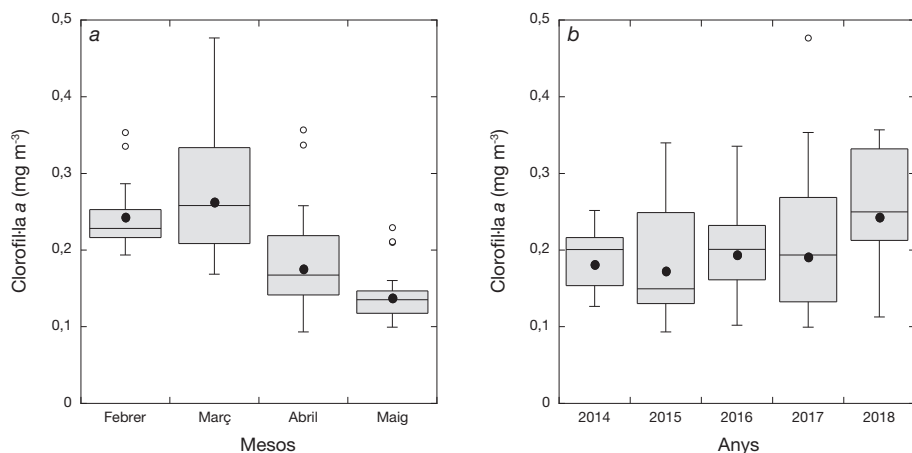 a
Clorofil·la a (mg m-3)
0,5
0,4
0,3
0,2
0,1
0
Febrer Març Abril Maig
Mesos
b
Clorofil·la a (mg m-3)
0,5
0,4
0,3
0,2
0,1
0
2014 2015 2016 2017 2018
Anys